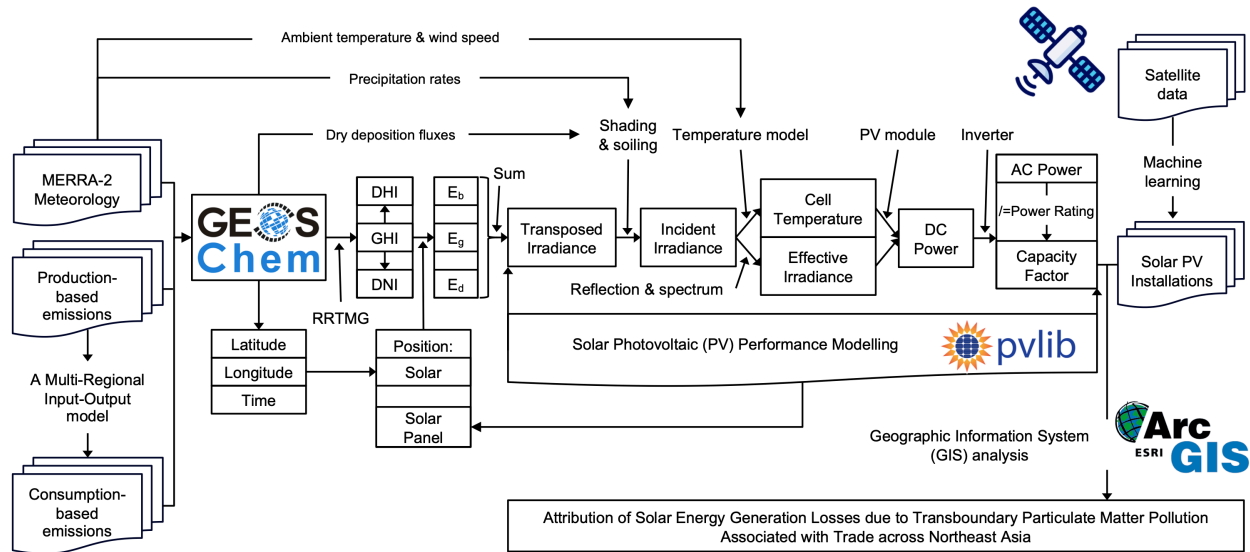 Ambient temperature & wind speed
Precipitation rates
Dry deposition fluxes
Shading
& soiling
Temperature model
PV module
Inverter
Satellite
data
Machine
learning
MERRA-2
Meteorology
GEOS
Chem
DHI
GHI
DNI
RRTMG
Eb
Eg
Ed
Sum
Transposed
Irradiance
Incident
Irradiance
Cell
Temperature
Effective
Irradiance
Reflection & spectrum
DC
Power
AC Power
/=Power Rating
Capacity
Factor
Solar PV
Installations
Production-
based
emissions
A Multi-Regional
Input-Output
model
Consumption-
based
emissions
Latitude
Longitude
Time
Position:
Solar
Solar
Panel
Solar Photovoltaic (PV) Performance Modelling
pvlib
Geographic Information System
(GIS) analysis
Arc
ESRI GIS
Attribution of Solar Energy Generation Losses due to Transboundary Particulate Matter Pollution
Associated with Trade across Northeast Asia